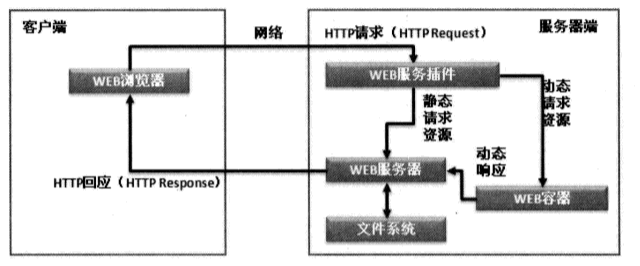 客户端
网络
HTTP请求（HTTP Request）
服务器端
WEB浏览器
WEB服务插件
静态
请求
资源
动态
请求
资源
动态
响应
WEB服务器
HTTP回应（HTTP Response）
WEB容器
文件系统